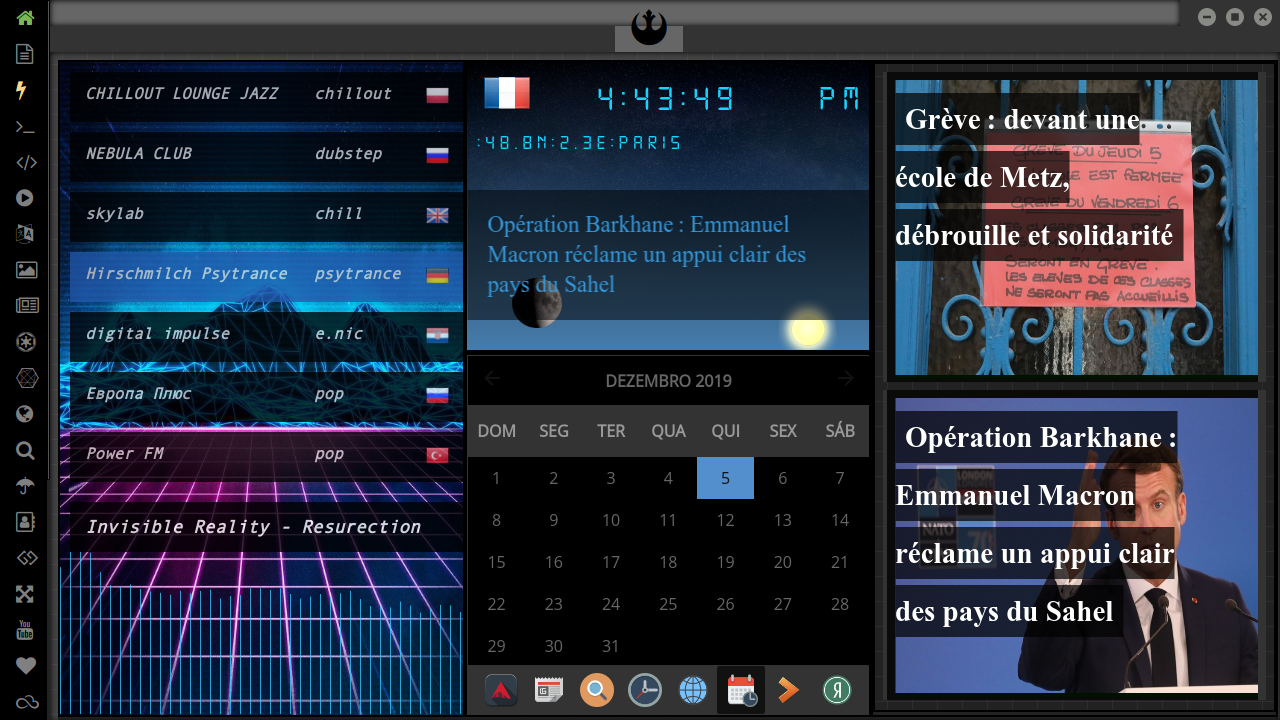 CHILLOUT LOUNGE JAZZ chillout
NEBULA CLUB dubstep
skylab chill
Hirschmilch Psytrance psytrance
digital impulse e.nic
Европа Плюс pop
Power FM pop
Invisible Reality - Resurection
4:43:49 PM
:48.8N:2.3E:PARIS
Opération Barkhane : Emmanuel
Macron réclame un appui clair des
pays du Sahel
DEZEMBRO 2019
DOM SEG TER QUA QUI SEX SÁB
1 2 3 4 5 6 7
8 9 10 11 12 13 14
15 16 17 18 19 20 21
22 23 24 25 26 27 28
29 30 31
Grève : devant une
école de Metz,
débrouille et solidarité
GREVE DU JEUDI 5
EST FERMEE
GREVE DU VENDREDI 6
SERONT EN GREVE.
LES ELEVES DE CES CLASSES
NE SERONT PAS ACCUEILLIS
Opération Barkhane :
Emmanuel Macron
réclame un appui clair
des pays du Sahel
LONDON
NATO
You
Tube
Я